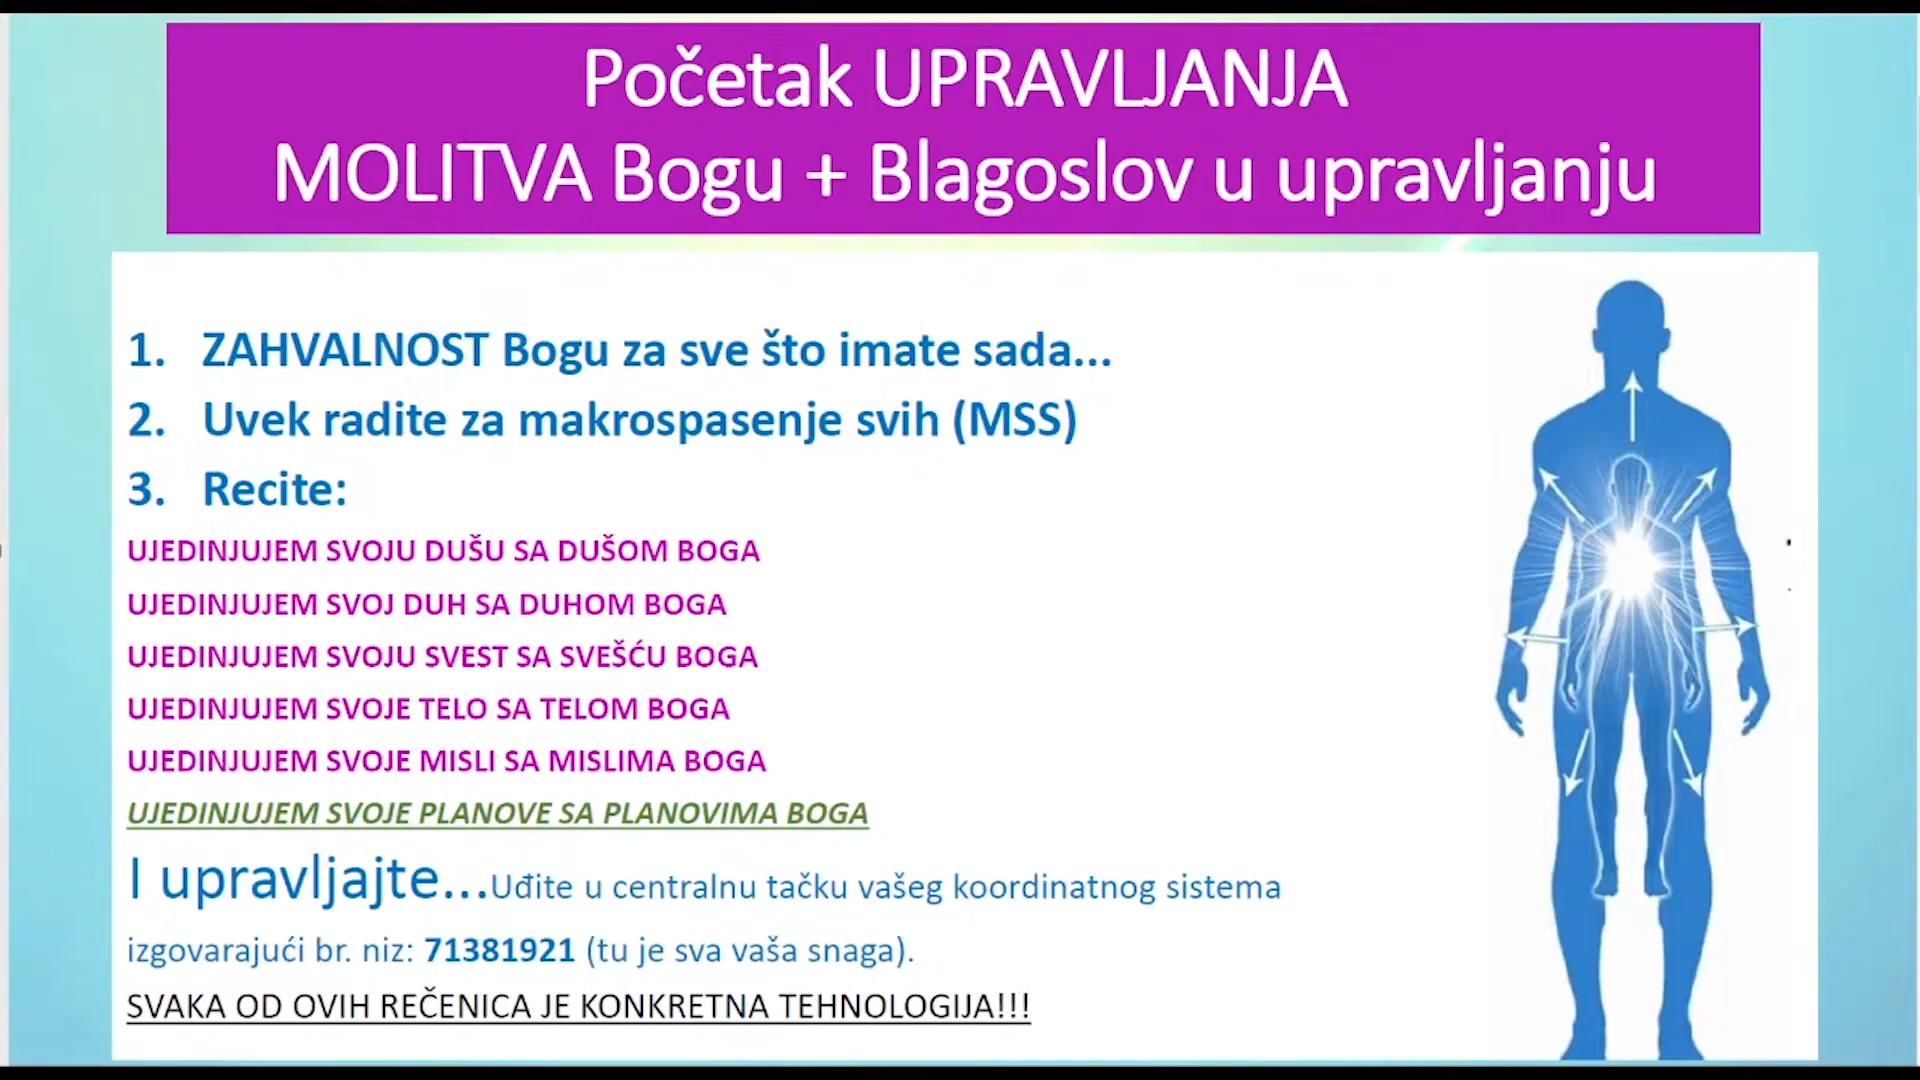 Početak UPRAVLJANJA
MOLITVA Bogu + Blagoslov u upravljanju
1. ZAHVALNOST Bogu za sve što imate sada...
2. Uvek radite za makrospasenje svih (MSS)
3. Recite:
UJEDINJUJEM SVOJU DUŠU SA DUŠOM BOGA
UJEDINJUJEM SVOJ DUH SA DUHOM BOGA
UJEDINJUJEM SVOJU SVEST SA SVEŠĆU BOGA
UJEDINJUJEM SVOJE TELO SA TELOM BOGA
UJEDINJUJEM SVOJE MISLI SA MISLIMA BOGA
UJEDINJUJEM SVOJE PLANOVE SA PLANOVIMA BOGA
I upravljajte...Uđite u centralnu tačku vašeg koordinatnog sistema
izgovarajući br. niz: 71381921 (tu je sva vaša snaga).
SVAKA OD OVIH REČENICA JE KONKRETNA TEHNOLOGIJA!!!